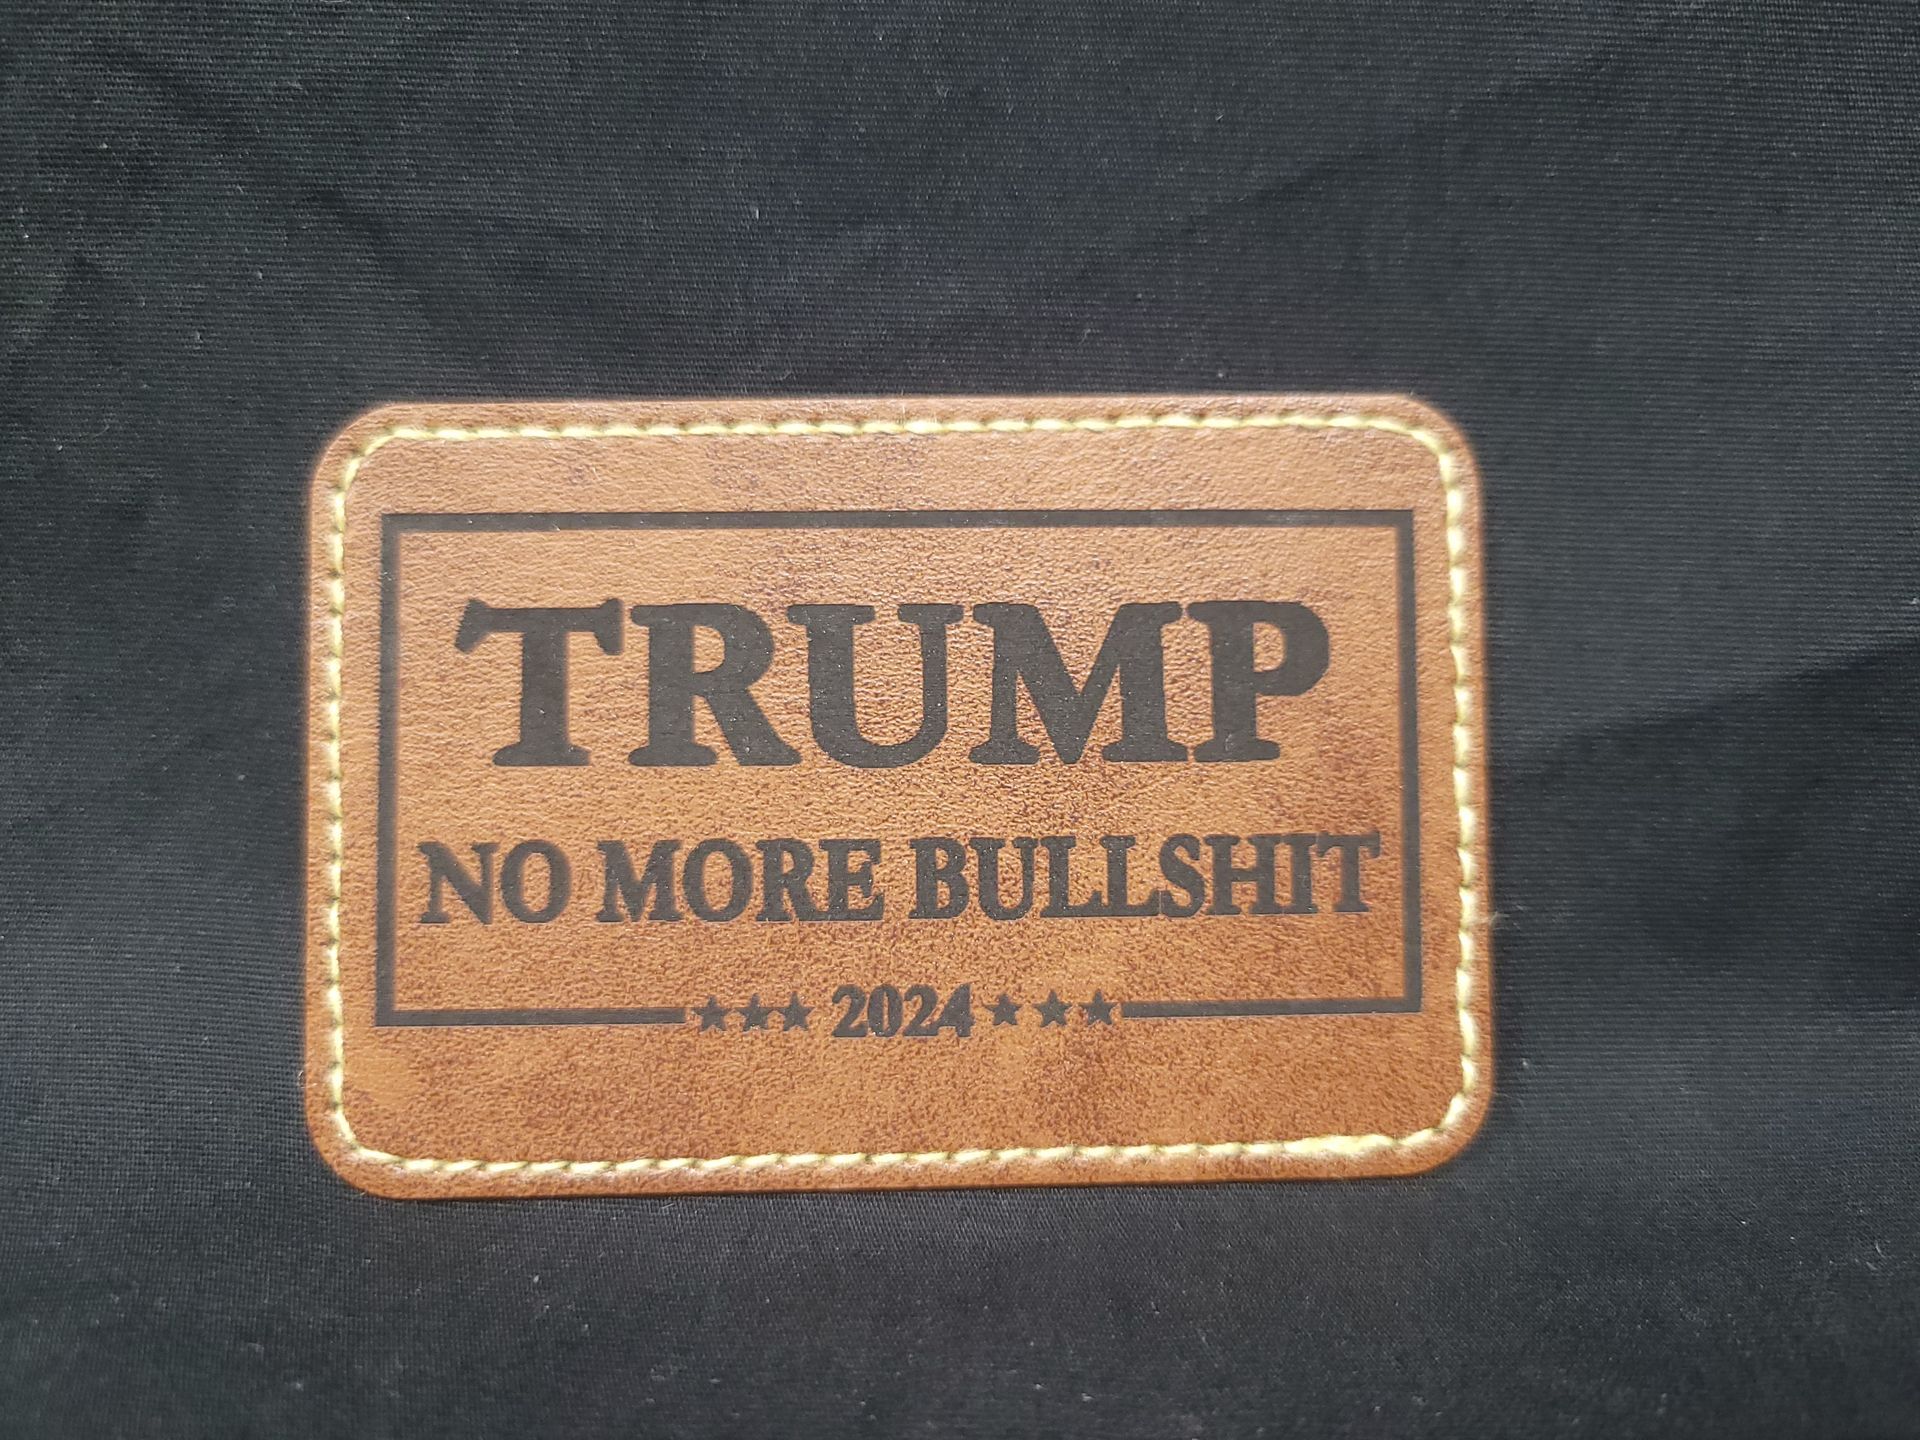 TRUMP
NO MORE BULLSHIT
★★★ 2024 ★★★